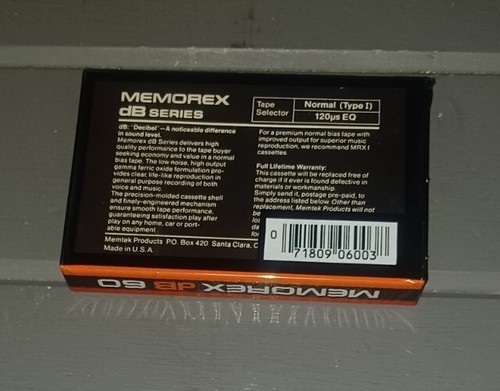 MEMOREX
dB SERIES
Tape Selector
Normal (Type I)
120µs EQ
dB: "Decibel"—A noticeable difference
in sound level.
Memorex dB Series delivers high
quality performance to the tape buyer
seeking economy and value in a normal
bias tape. The low noise, high output
gamma ferric oxide formulation pro-
vides clear, life-like reproduction in
general purpose recording of both
voice and music.
The precision-molded cassette shell
and finely-engineered mechanism
ensure smooth tape performance,
guaranteeing satisfaction play after
play on any home, car or port-
able equipment.
For a premium normal bias tape with
improved output for superior music
reproduction, we recommend MRX I
cassettes.
Full Lifetime Warranty:
This cassette will be replaced free of
charge if it ever is found defective in
materials or workmanship.
Simply send it, postage pre-paid, to
the address listed below. Other than
replacement, Memtek Products will not
be
Memtek Products P.O. Box 420 Santa Clara, C
Made in U.S.A.
0 71809 06003
MEMOREX dB 60